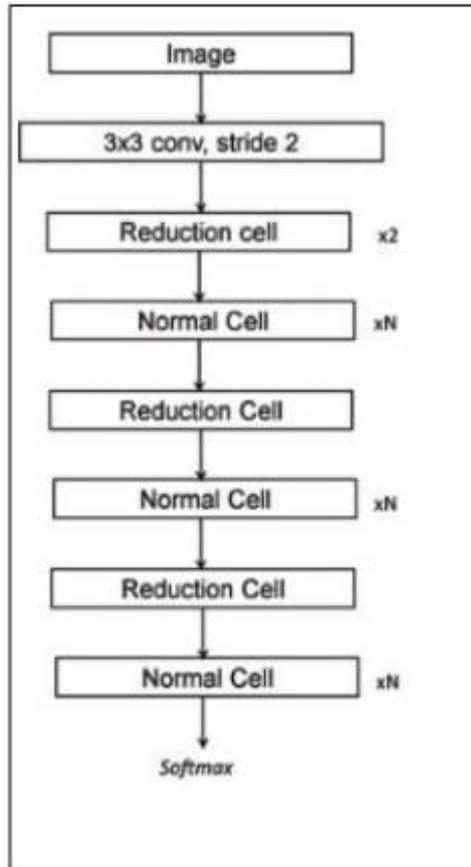 Image
3x3 conv, stride 2
Reduction cell x2
Normal Cell xN
Reduction Cell
Normal Cell xN
Reduction Cell
Normal Cell xN
Softmax